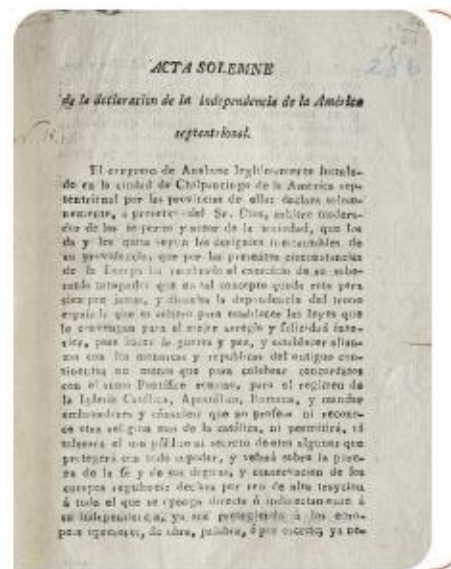 ACTA SOLEMNE
de la declaracion de la independencia de la América
septentrional.
El congreso de Anahuac legítimamente instala-
do en la ciudad de Chilpancingo de la America sep-
tentrional por las provincias de ella: declara solem-
nemente, á presencia del Sr. Dios, arbitro modera-
dor de los imperios y autor de la sociedad, que los
da y los quita segun los designios inescrutables de
su providencia, que por las presentes circunstancias
de la Europa ha recobrado el exercicio de su sobe-
ranía usurpado: que en tal concepto queda rota para
siempre jamas, y disuelta la dependencia del trono
español: que es arbitro para establecer las leyes que
le convengan para el mejor arreglo y felicidad inte-
rior, para hacer la guerra y paz, y establecer alian-
zas con los monarcas y republicas del antiguo con-
tinente, no menos que para celebrar concordatos
con el sumo Pontífice romano, para el regimen de
la Iglesia Católica, Apostólica, Romana, y mandar
embaxadores y cónsules: que no profesa ni recono-
ce otra religion mas de la católica, ni permitirá, ni
tolerará el uso público ni secreto de otra alguna: que
protegerá con todo su poder, y velará sobre la pure-
za de la fé y de sus dogmas, y conservacion de los
cuerpos regulares: declara por reo de alta traycion
á todo el que se oponga directa ó indirectamente á
su independencia, ya sea protegiendo á los euro-
peos opresores, de obra, palabra, ó por escrito; ya ne-